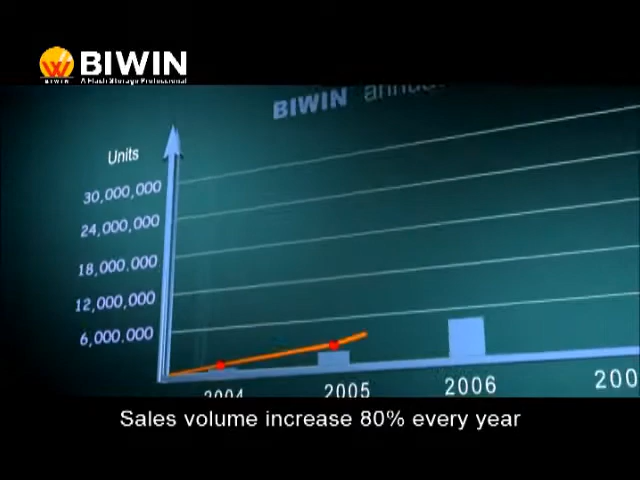 BIWIN
A Flash Storage Professional
BIWIN
BIWIN
Units
30,000,000
24,000,000
18,000.000
12,000,000
6,000.000
2004
2005
2006
Sales volume increase 80% every year